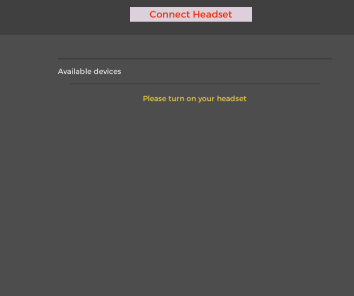 Connect Headset
Available devices
Please turn on your headset